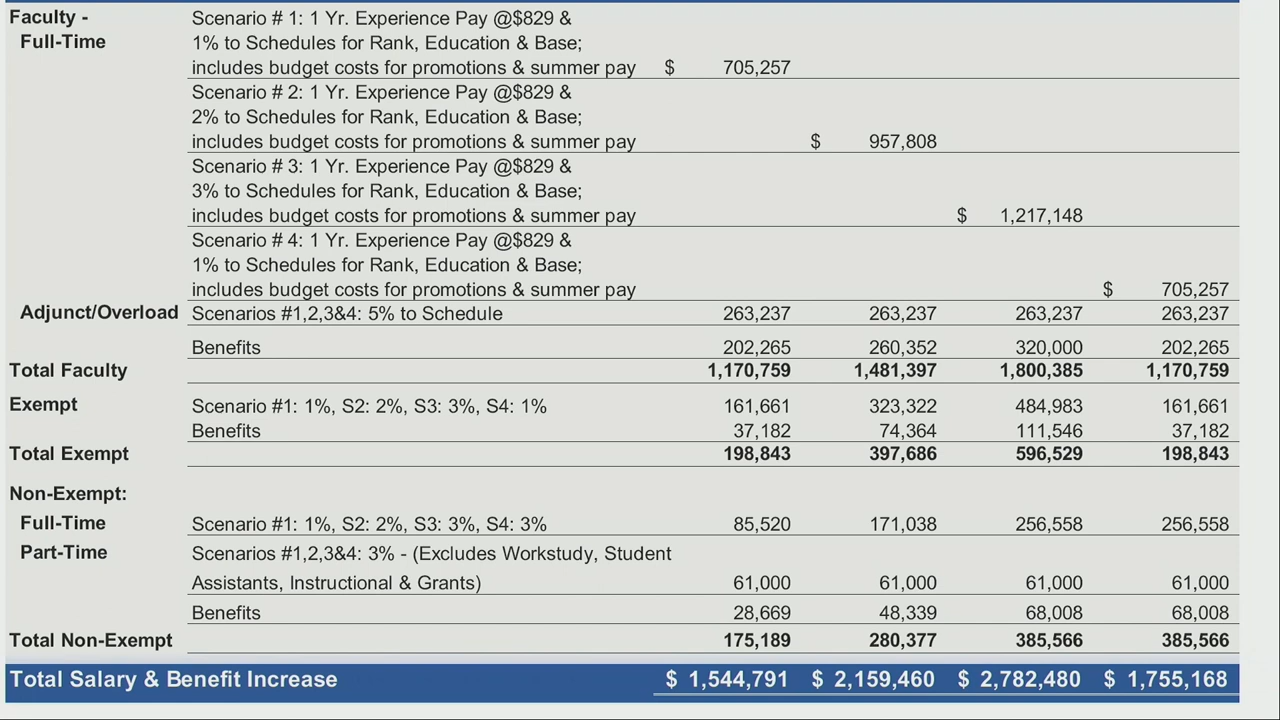 Faculty - Scenario # 1: 1 Yr. Experience Pay @$829 &
Full-Time 1% to Schedules for Rank, Education & Base;
includes budget costs for promotions & summer pay $ 705,257
Scenario # 2: 1 Yr. Experience Pay @$829 &
2% to Schedules for Rank, Education & Base;
includes budget costs for promotions & summer pay $ 957,808
Scenario # 3: 1 Yr. Experience Pay @$829 &
3% to Schedules for Rank, Education & Base;
includes budget costs for promotions & summer pay $ 1,217,148
Scenario # 4: 1 Yr. Experience Pay @$829 &
1% to Schedules for Rank, Education & Base;
includes budget costs for promotions & summer pay $ 705,257
Adjunct/Overload Scenarios #1,2,3&4: 5% to Schedule 263,237 263,237 263,237 263,237
Benefits 202,265 260,352 320,000 202,265
Total Faculty 1,170,759 1,481,397 1,800,385 1,170,759
Exempt Scenario #1: 1%, S2: 2%, S3: 3%, S4: 1% 161,661 323,322 484,983 161,661
Benefits 37,182 74,364 111,546 37,182
Total Exempt 198,843 397,686 596,529 198,843
Non-Exempt:
Full-Time Scenario #1: 1%, S2: 2%, S3: 3%, S4: 3% 85,520 171,038 256,558 256,558
Part-Time Scenarios #1,2,3&4: 3% - (Excludes Workstudy, Student
Assistants, Instructional & Grants) 61,000 61,000 61,000 61,000
Benefits 28,669 48,339 68,008 68,008
Total Non-Exempt 175,189 280,377 385,566 385,566
Total Salary & Benefit Increase $ 1,544,791 $ 2,159,460 $ 2,782,480 $ 1,755,168